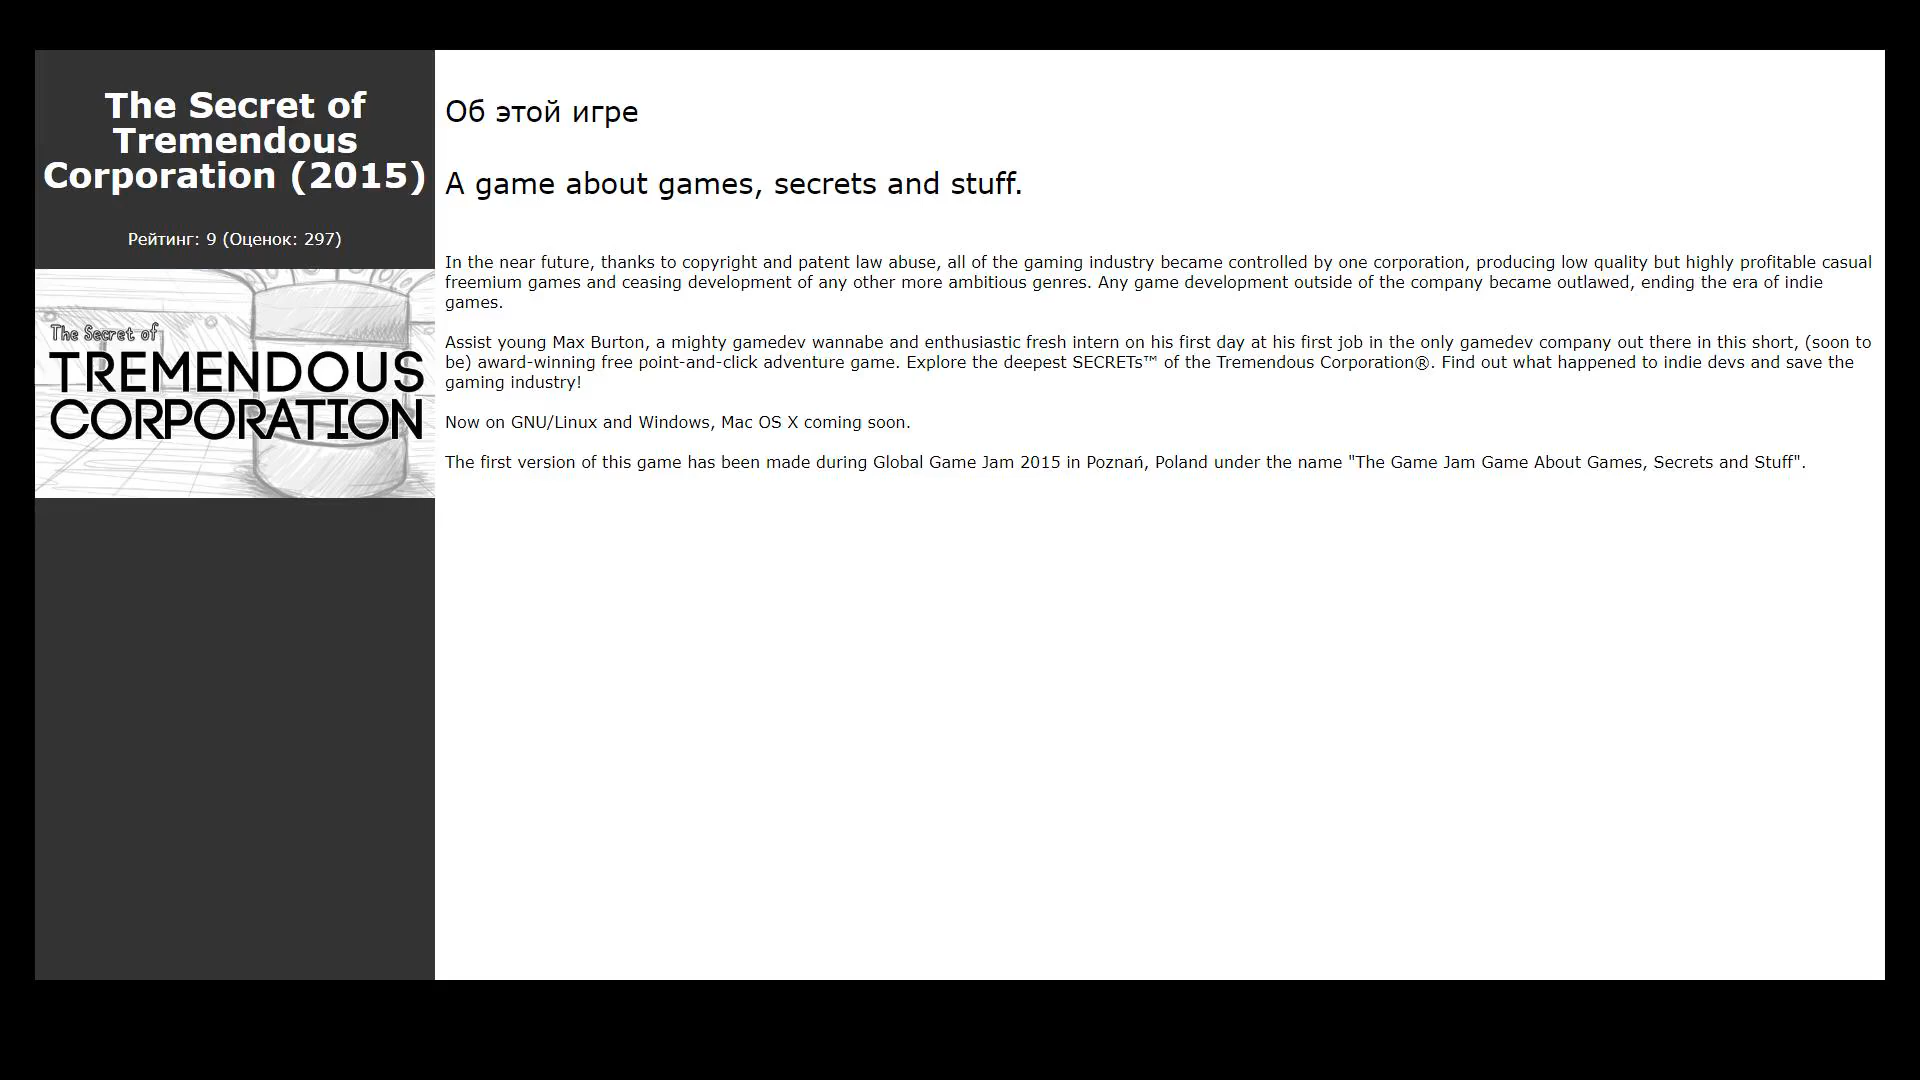 The Secret of
Tremendous
Corporation (2015)
Рейтинг: 9 (Оценок: 297)
The Secret of
TREMENDOUS
CORPORATION
Об этой игре
A game about games, secrets and stuff.
In the near future, thanks to copyright and patent law abuse, all of the gaming industry became controlled by one corporation, producing low quality but highly profitable casual
freemium games and ceasing development of any other more ambitious genres. Any game development outside of the company became outlawed, ending the era of indie
games.
Assist young Max Burton, a mighty gamedev wannabe and enthusiastic fresh intern on his first day at his first job in the only gamedev company out there in this short, (soon to
be) award-winning free point-and-click adventure game. Explore the deepest SECRETs™ of the Tremendous Corporation®. Find out what happened to indie devs and save the
gaming industry!
Now on GNU/Linux and Windows, Mac OS X coming soon.
The first version of this game has been made during Global Game Jam 2015 in Poznań, Poland under the name "The Game Jam Game About Games, Secrets and Stuff".